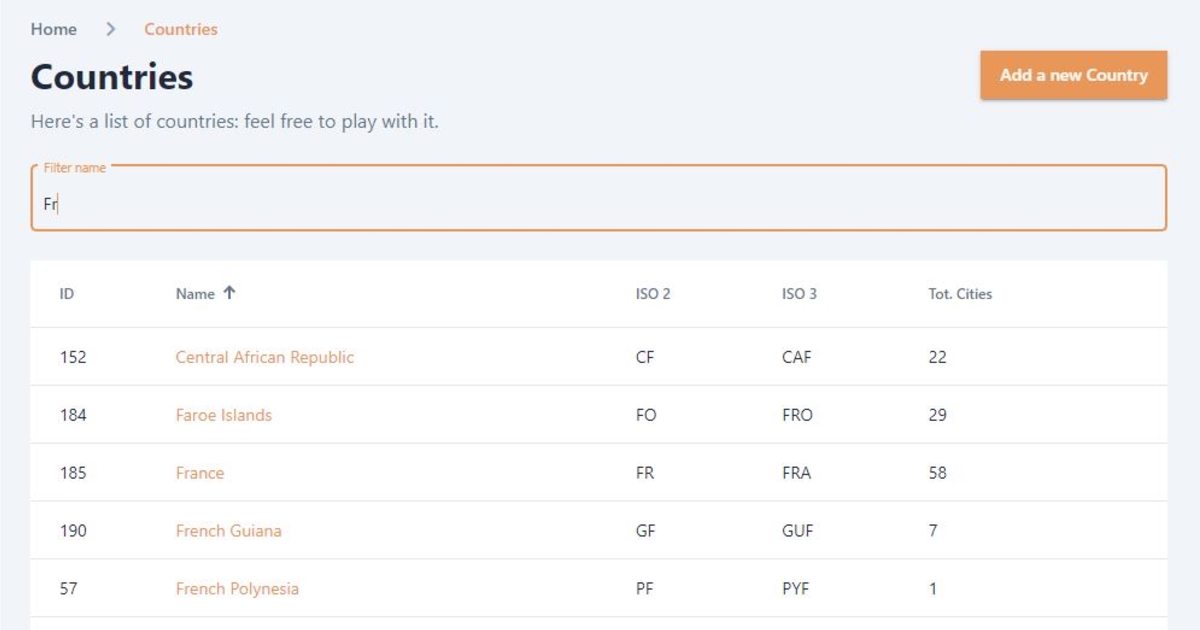 Home > Countries
Countries
Add a new Country
Here's a list of countries: feel free to play with it.
Filter name
Fr
ID Name ↑ ISO 2 ISO 3 Tot. Cities
152 Central African Republic CF CAF 22
184 Faroe Islands FO FRO 29
185 France FR FRA 58
190 French Guiana GF GUF 7
57 French Polynesia PF PYF 1